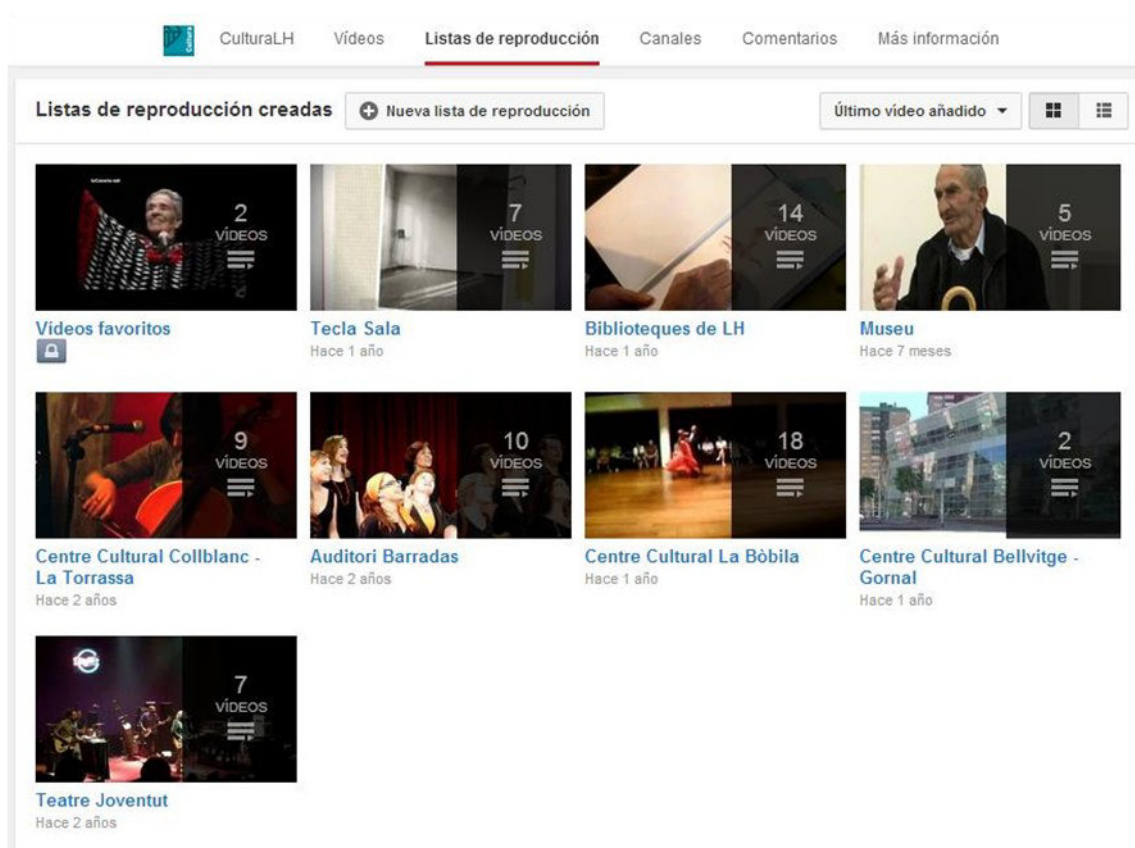 Cultura
CulturaLH Vídeos Listas de reproducción Canales Comentarios Más información
Listas de reproducción creadas Nueva lista de reproducción Último vídeo añadido
2 VÍDEOS
7 VÍDEOS
14 VÍDEOS
5 VÍDEOS
Vídeos favoritos
Tecla Sala
Hace 1 año
Biblioteques de LH
Hace 1 año
Museu
Hace 7 meses
9 VÍDEOS
10 VÍDEOS
18 VÍDEOS
2 VÍDEOS
Centre Cultural Collblanc -
La Torrassa
Hace 2 años
Auditori Barradas
Hace 2 años
Centre Cultural La Bòbila
Hace 1 año
Centre Cultural Bellvitge -
Gornal
Hace 1 año
7 VÍDEOS
Teatre Joventut
Hace 2 años